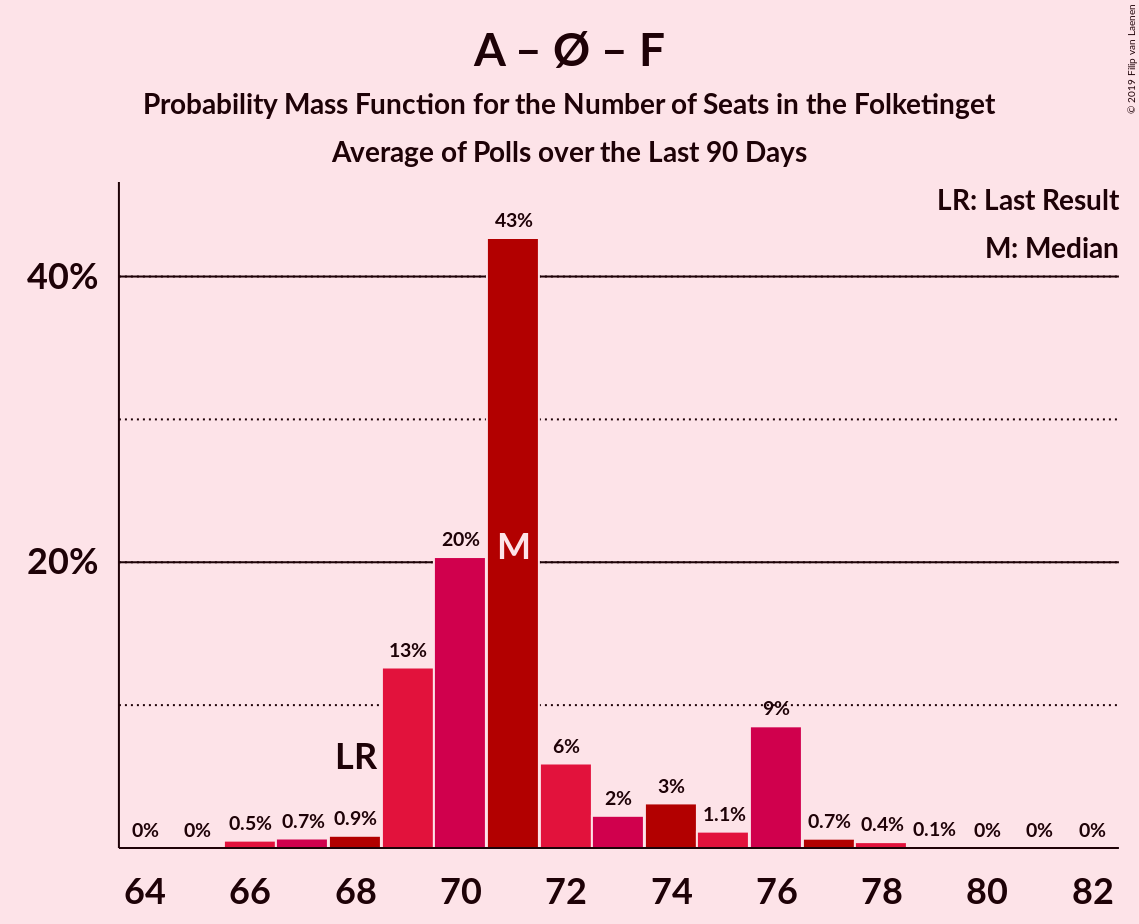 A – Ø – F
Probability Mass Function for the Number of Seats in the Folketinget
Average of Polls over the Last 90 Days
© 2019 Filip van Laenen
LR: Last Result
M: Median
43%
40%
M
20%
20%
13%
9%
LR
6%
3%
2%
1.1%
0% 0% 0.5% 0.7% 0.9% 0.7% 0.4% 0.1% 0% 0% 0%
64 66 68 70 72 74 76 78 80 82